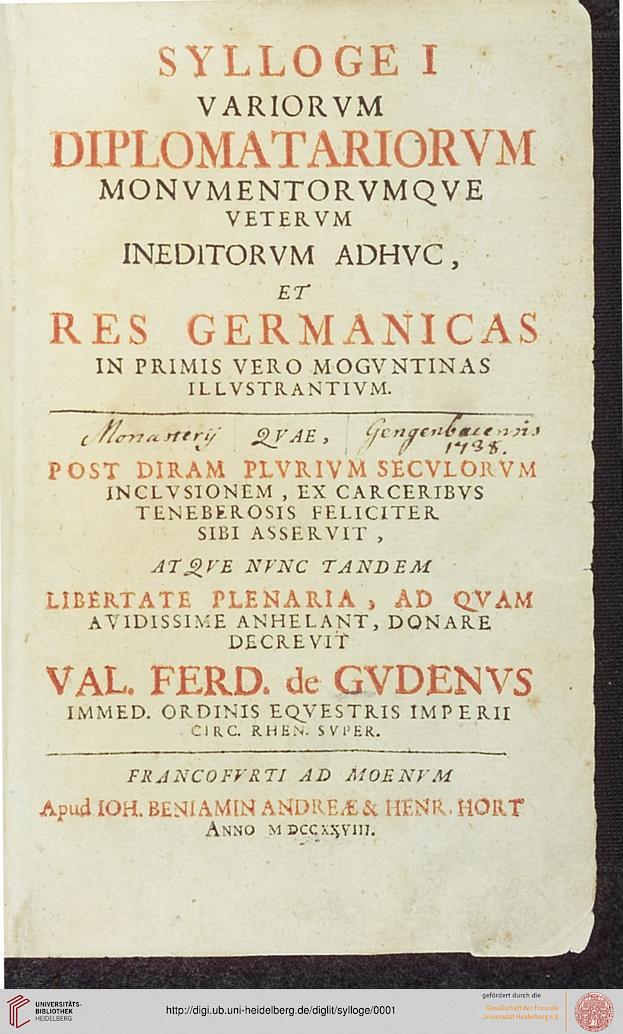 SYLLOGE I
VARIORVM
DIPLOMATARIORVM
MONVMENTORVMQVE
VETERVM
INEDITORVM ADHVC,
ET
RES GERMANICAS
IN PRIMIS VERO MOGVNTINAS
ILLVSTRANTIVM.
Monasterij QVAE, Gengenbacensis
1738.
POST DIRAM PLVRIVM SECVLORVM
INCLVSIONEM, EX CARCERIBVS
TENEBEROSIS FELICITER
SIBI ASSERVIT,
ATQVE NVNC TANDEM
LIBERTATE PLENARIA, AD QVAM
AVIDISSIME ANHELANT, DONARE
DECREVIT
VAL. FERD. de GVDENVS
IMMED. ORDINIS EQVESTRIS IMPERII
CIRC. RHEN. SVPER.
FRANCOFVRTI AD MOENVM
Apud IOH. BENIAMIN ANDREÆ & HENR. HORT
ANNO MDCCXXVIII.
UNIVERSITÄTS-
BIBLIOTHEK
HEIDELBERG
http://digi.ub.uni-heidelberg.de/diglit/sylloge/0001
gefördert durch die
Gesellschaft der Freunde
Universität Heidelberg e.V.